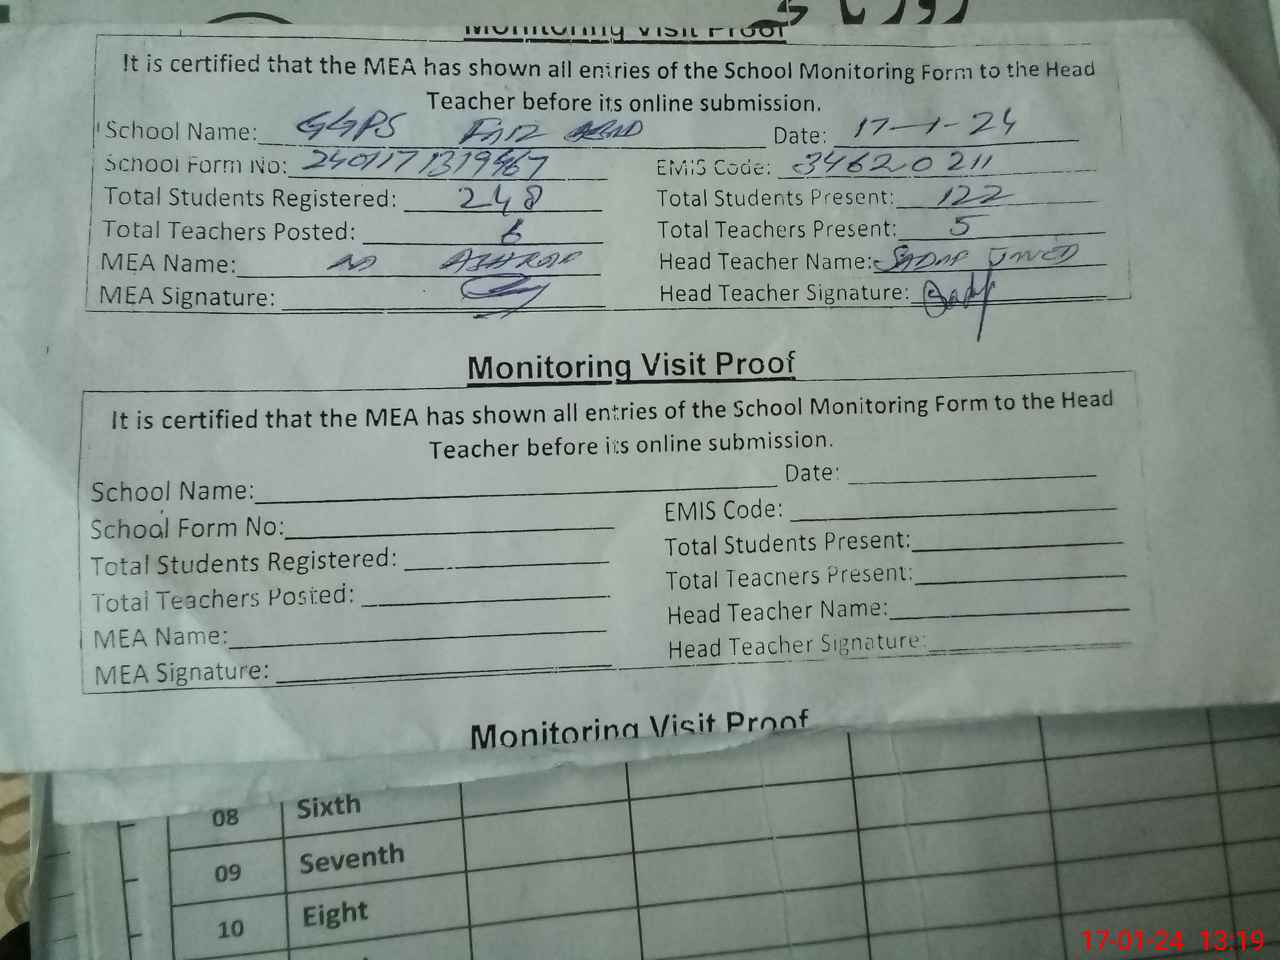 Monitoring Visit Proof
It is certified that the MEA has shown all entries of the School Monitoring Form to the Head
Teacher before its online submission.
School Name: GGPS Date: 17-1-24
School Form No: EMIS Code: 34620211
Total Students Registered: 248 Total Students Present: 122
Total Teachers Posted: 6 Total Teachers Present: 5
MEA Name: Head Teacher Name:
MEA Signature: Head Teacher Signature:
Monitoring Visit Proof
It is certified that the MEA has shown all entries of the School Monitoring Form to the Head
Teacher before its online submission.
School Name: Date:
School Form No: EMIS Code:
Total Students Registered: Total Students Present:
Total Teachers Posted: Total Teachers Present:
MEA Name: Head Teacher Name:
MEA Signature: Head Teacher Signature:
Monitoring Visit Proof
08 Sixth
09 Seventh
10 Eight
17-01-24 13:19